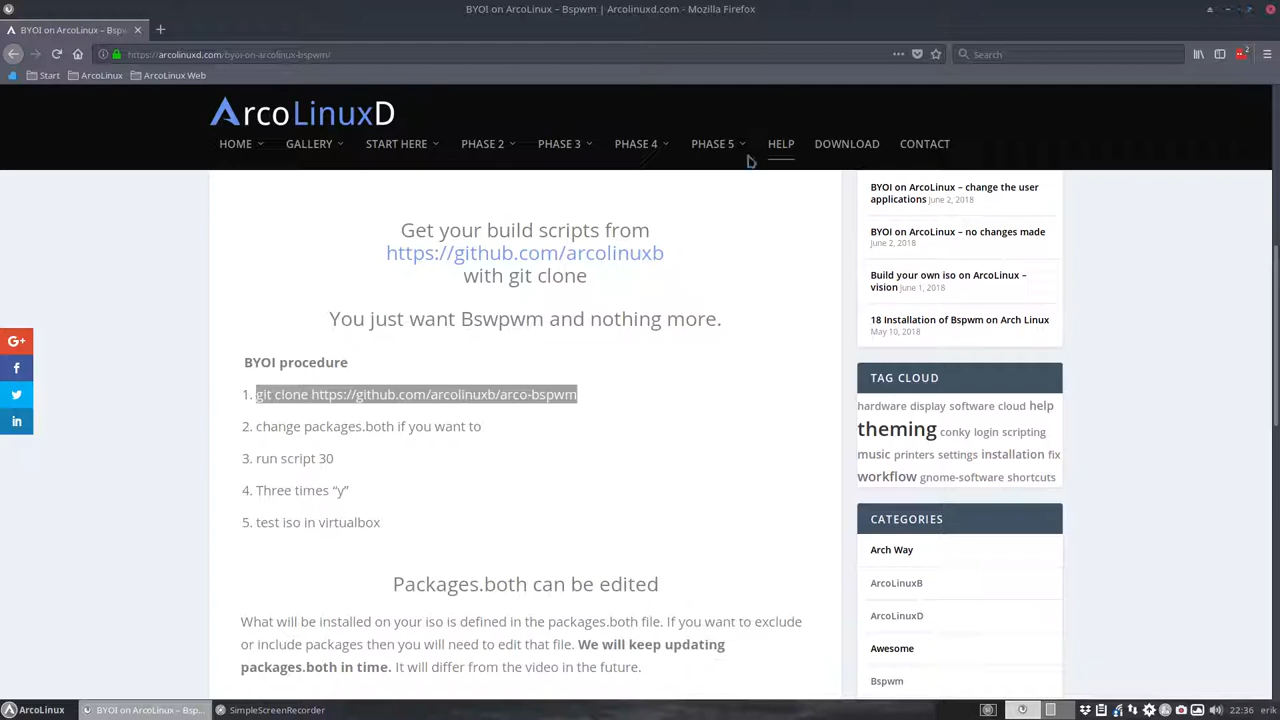 BYOI on ArcoLinux – Bspwm | Arcolinuxd.com - Mozilla Firefox
BYOI on ArcoLinux – Bspw
https://arcolinuxd.com/byoi-on-arcolinux-bspwm/
Search
2
Start
ArcoLinux
ArcoLinux Web
ArcoLinuxD
HOME
GALLERY
START HERE
PHASE 2
PHASE 3
PHASE 4
PHASE 5
HELP
DOWNLOAD
CONTACT
Get your build scripts from
https://github.com/arcolinuxb
with git clone
You just want Bswpwm and nothing more.
BYOI procedure
1. git clone https://github.com/arcolinuxb/arco-bspwm
2. change packages.both if you want to
3. run script 30
4. Three times “y”
5. test iso in virtualbox
Packages.both can be edited
What will be installed on your iso is defined in the packages.both file. If you want to exclude
or include packages then you will need to edit that file. We will keep updating
packages.both in time. It will differ from the video in the future.
BYOI on ArcoLinux – change the user
applications June 2, 2018
BYOI on ArcoLinux – no changes made
June 2, 2018
Build your own iso on ArcoLinux –
vision June 1, 2018
18 Installation of Bspwm on Arch Linux
May 10, 2018
TAG CLOUD
hardware display software cloud help
theming conky login scripting
music printers settings installation fix
workflow gnome-software shortcuts
CATEGORIES
Arch Way
ArcoLinuxB
ArcoLinuxD
Awesome
Bspwm
G+
f
in
ArcoLinux
BYOI on ArcoLinux – Bsp...
SimpleScreenRecorder
22:36
erik